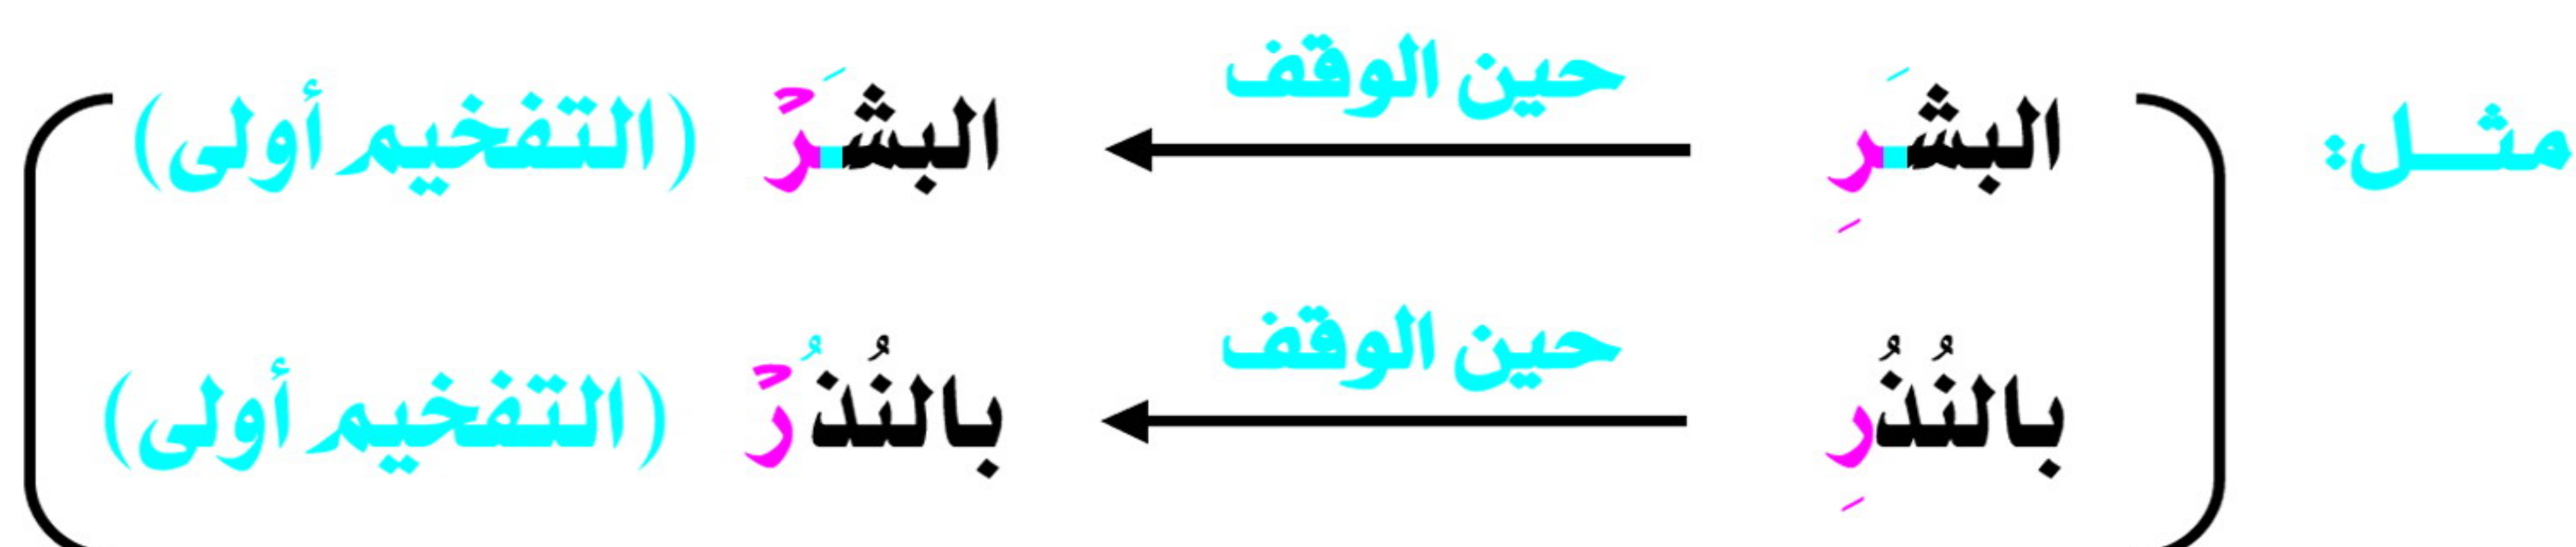 مثـــل: البشَـرِ حين الوقف البشَـرْ (التفخيم أولى)
بالنُذُرِ حين الوقف بالنُذُرْ (التفخيم أولى)